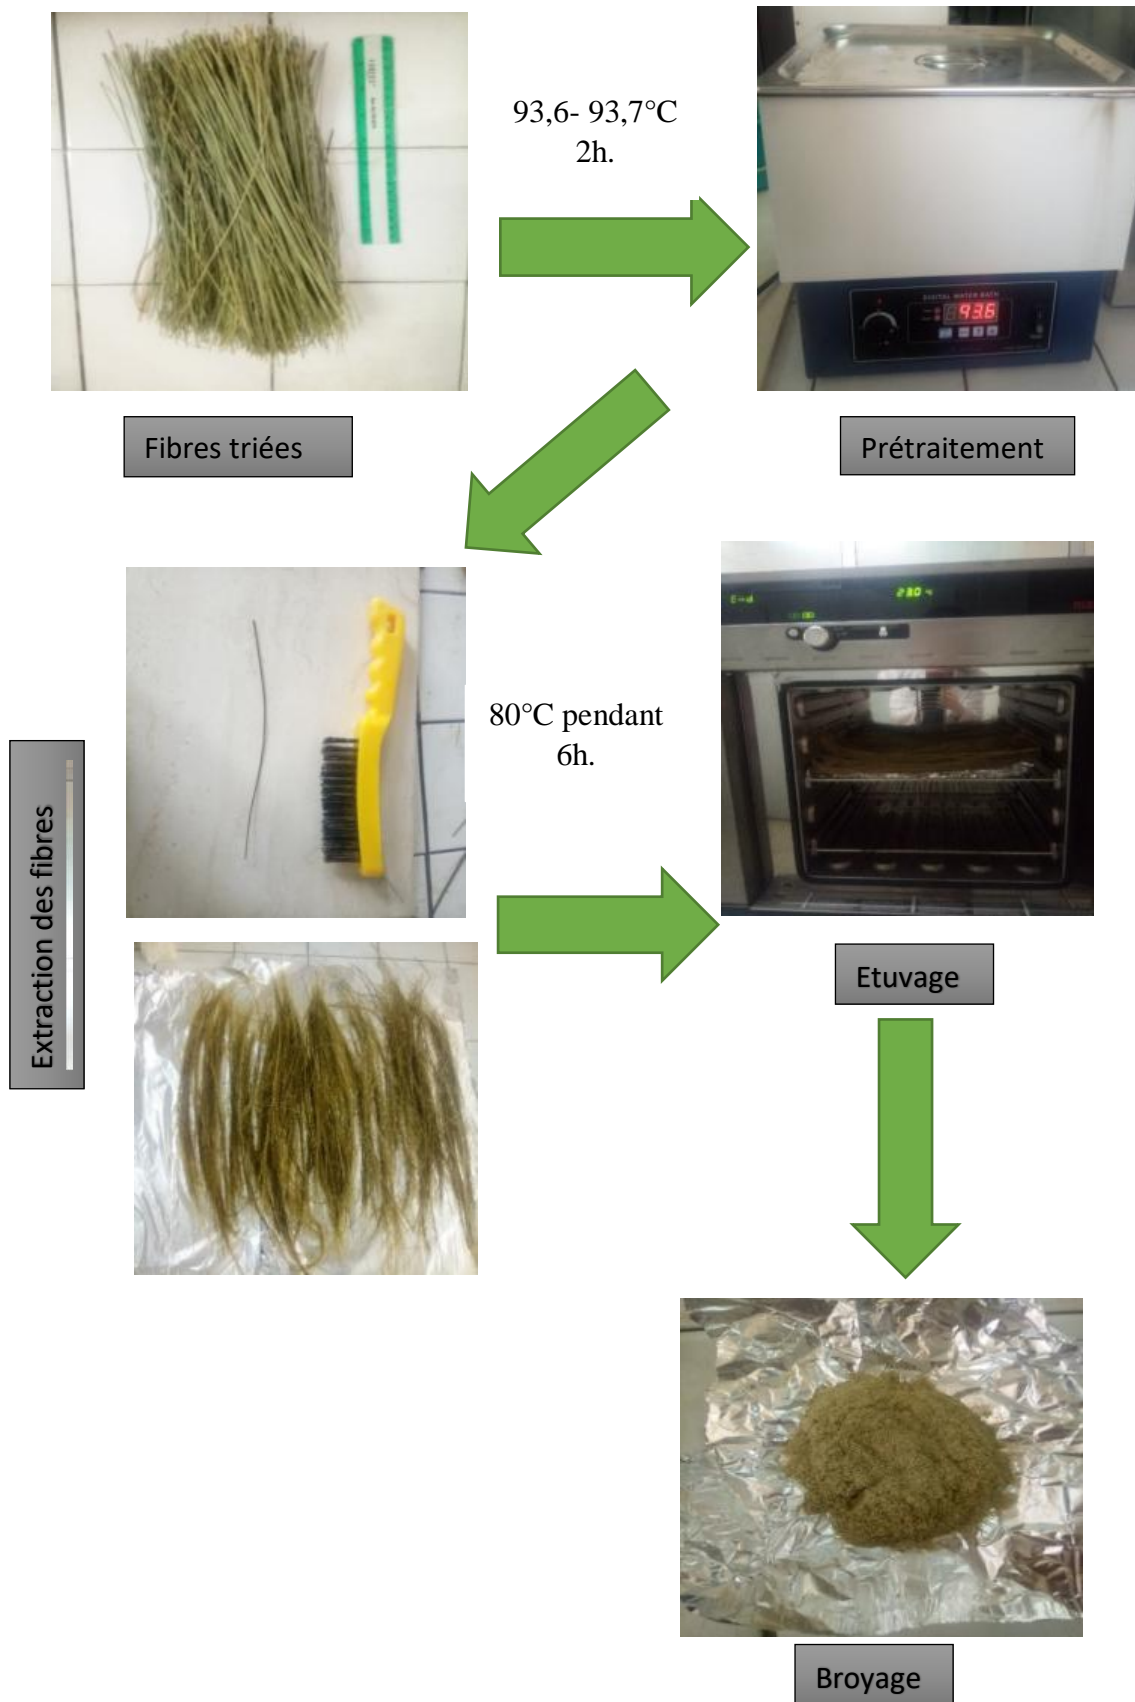 93,6- 93,7°C
2h.
DIGITAL WATER BATH
93.6
Fibres triées
Prétraitement
80°C pendant
6h.
Extraction des fibres
Etuvage
Broyage